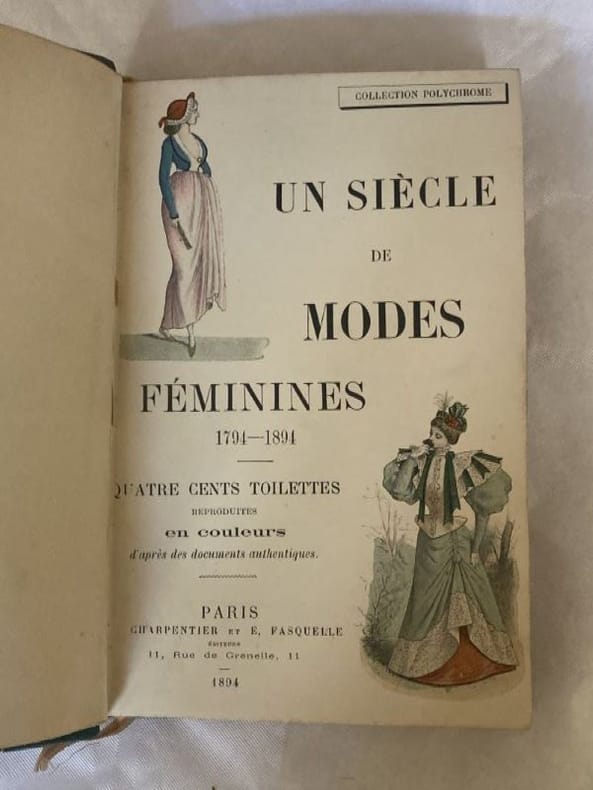 COLLECTION POLYCHROME
UN SIÈCLE
DE
MODES
FÉMININES
1794—1894
QUATRE CENTS TOILETTES
REPRODUITES
en couleurs
d'après des documents authentiques.
PARIS
CHARPENTIER ET E. FASQUELLE
ÉDITEURS
11, Rue de Grenelle, 11
1894